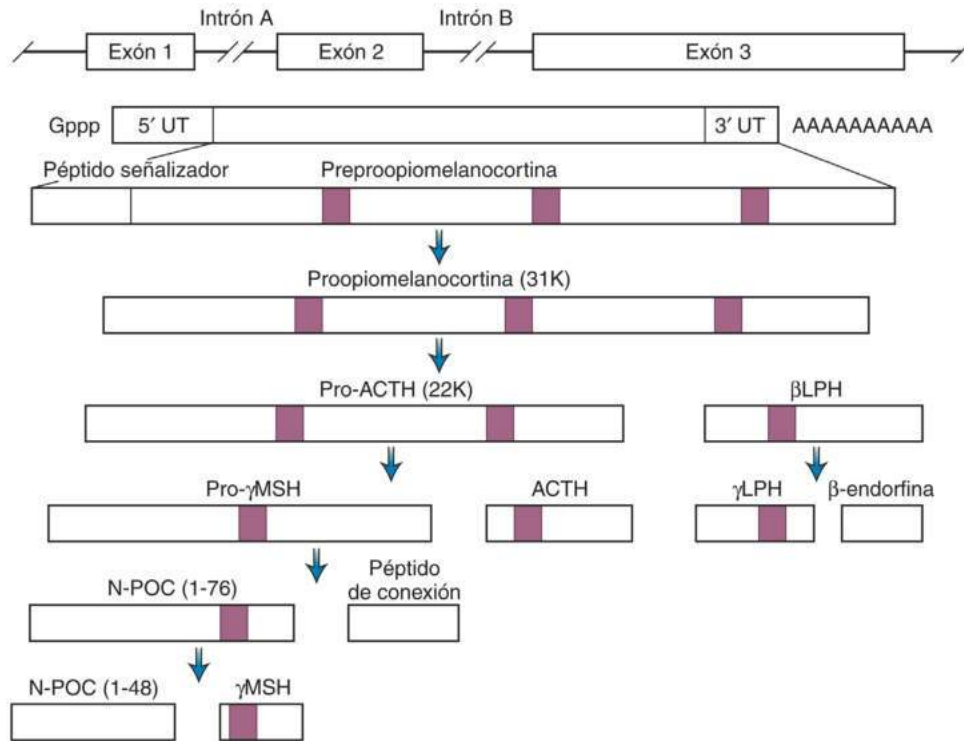 Intrón A
Intrón B
Exón 1
Exón 2
Exón 3
Gppp
5′ UT
3′ UT
AAAAAAAAAA
Péptido señalizador
Preproopiomelanocortina
Proopiomelanocortina (31K)
Pro-ACTH (22K)
βLPH
Pro-γMSH
ACTH
γLPH
β-endorfina
N-POC (1-76)
Péptido
de conexión
N-POC (1-48)
γMSH